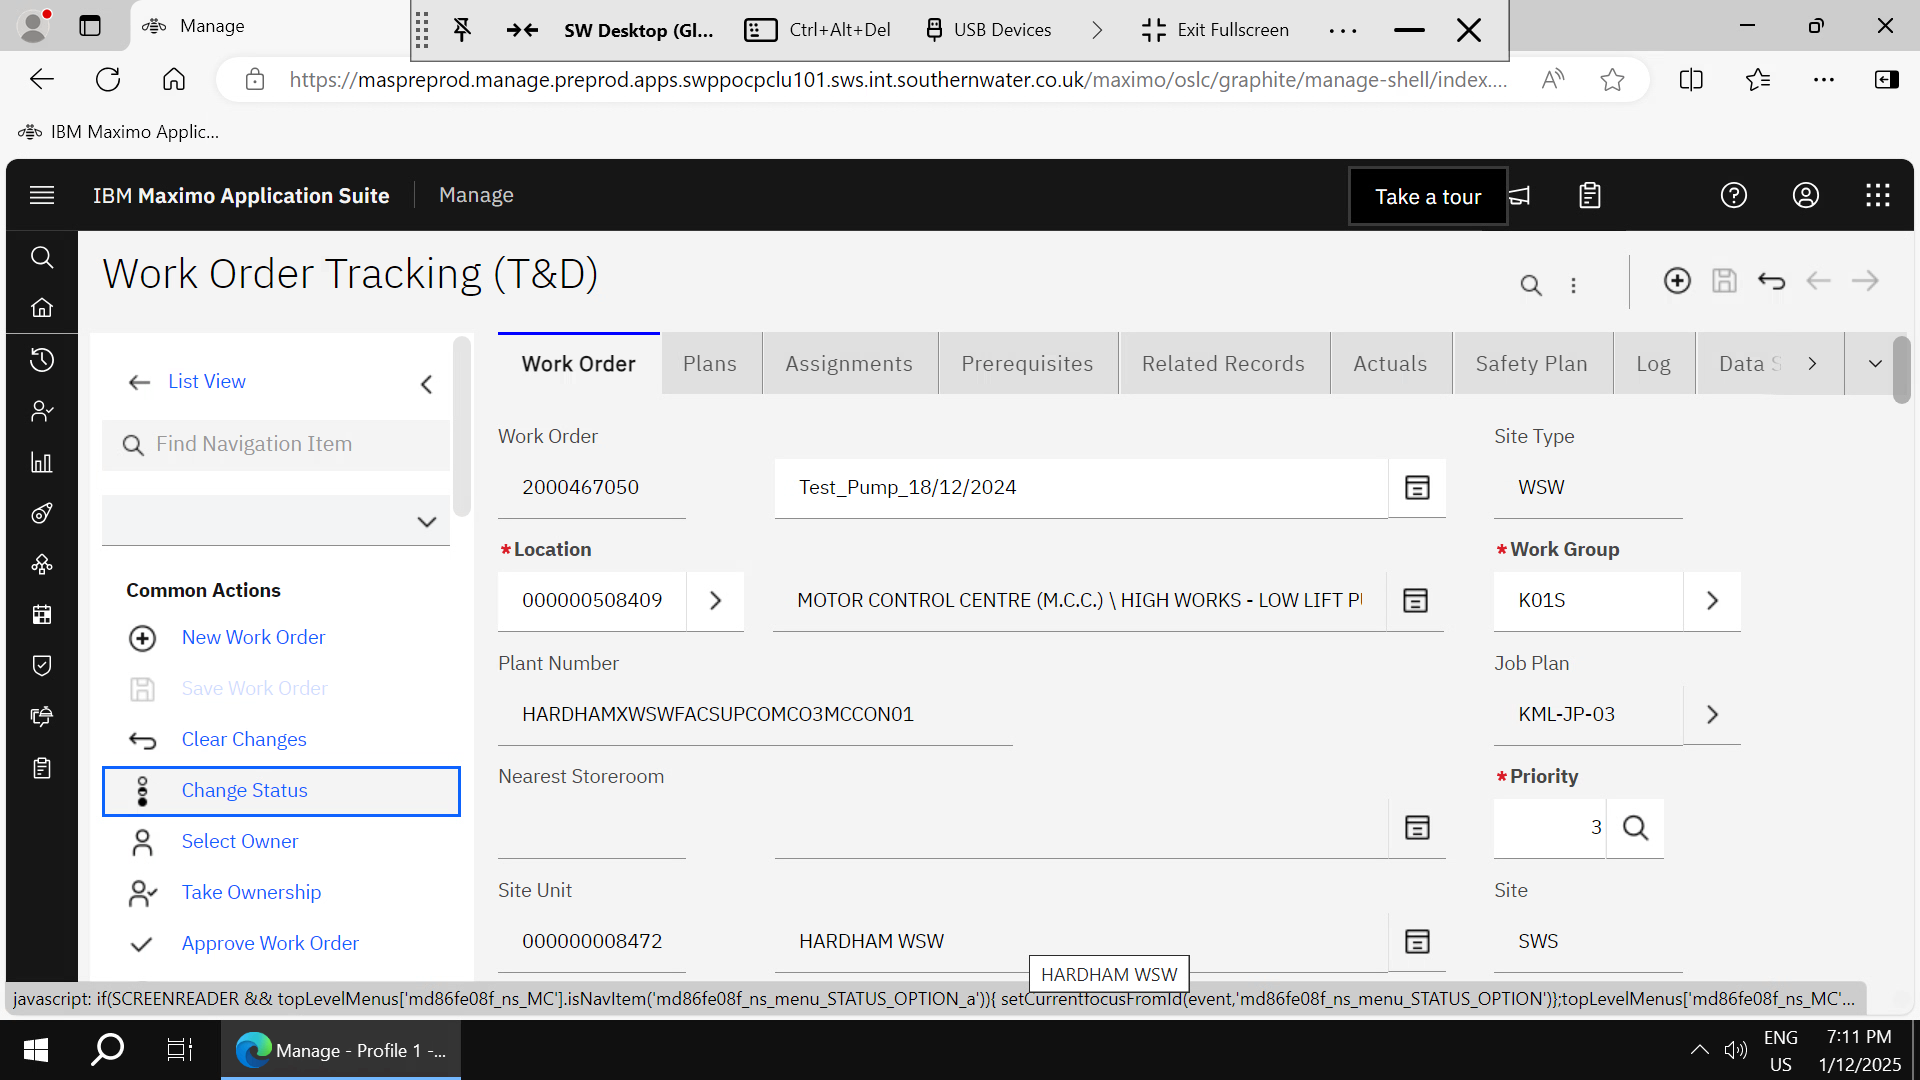 Manage
SW Desktop (Gl...
Ctrl+Alt+Del
USB Devices
Exit Fullscreen
https://maspreprod.manage.preprod.apps.swppocpclu101.sws.int.southernwater.co.uk/maximo/oslc/graphite/manage-shell/index....
IBM Maximo Applic...
IBM Maximo Application Suite
Manage
Take a tour
Work Order Tracking (T&D)
List View
Find Navigation Item
Common Actions
New Work Order
Save Work Order
Clear Changes
Change Status
Select Owner
Take Ownership
Approve Work Order
Work Order
Plans
Assignments
Prerequisites
Related Records
Actuals
Safety Plan
Log
Data S
Work Order
2000467050
Test_Pump_18/12/2024
Site Type
WSW
*Location
000000508409
MOTOR CONTROL CENTRE (M.C.C.) \ HIGH WORKS - LOW LIFT PU
*Work Group
K01S
Plant Number
HARDHAMXWSWFACSUPCOMCO3MCCON01
Job Plan
KML-JP-03
Nearest Storeroom
*Priority
3
Site Unit
000000008472
HARDHAM WSW
Site
SWS
HARDHAM WSW
javascript: if(SCREENREADER && topLevelMenus['md86fe08f_ns_MC'].isNavItem('md86fe08f_ns_menu_STATUS_OPTION_a')){ setCurrentfocusFromId(event,'md86fe08f_ns_menu_STATUS_OPTION')};topLevelMenus['md86fe08f_ns_MC'...
Manage - Profile 1 -...
ENG
US
7:11 PM
1/12/2025